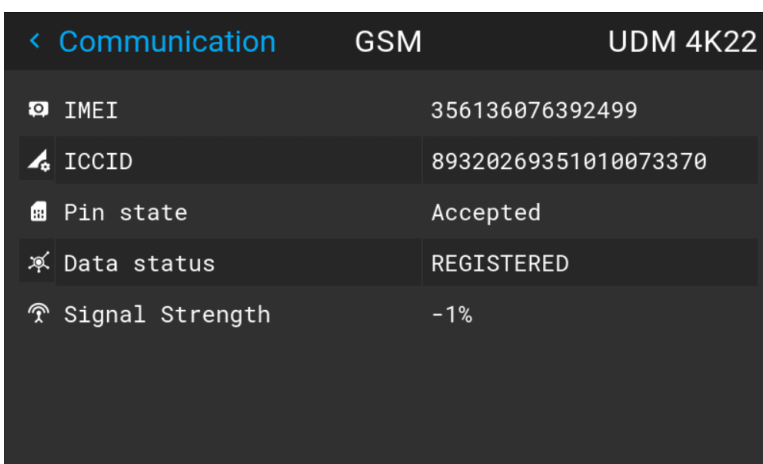 < Communication GSM UDM 4K22
IMEI 356136076392499
ICCID 89320269351010073370
Pin state Accepted
Data status REGISTERED
Signal Strength -1%